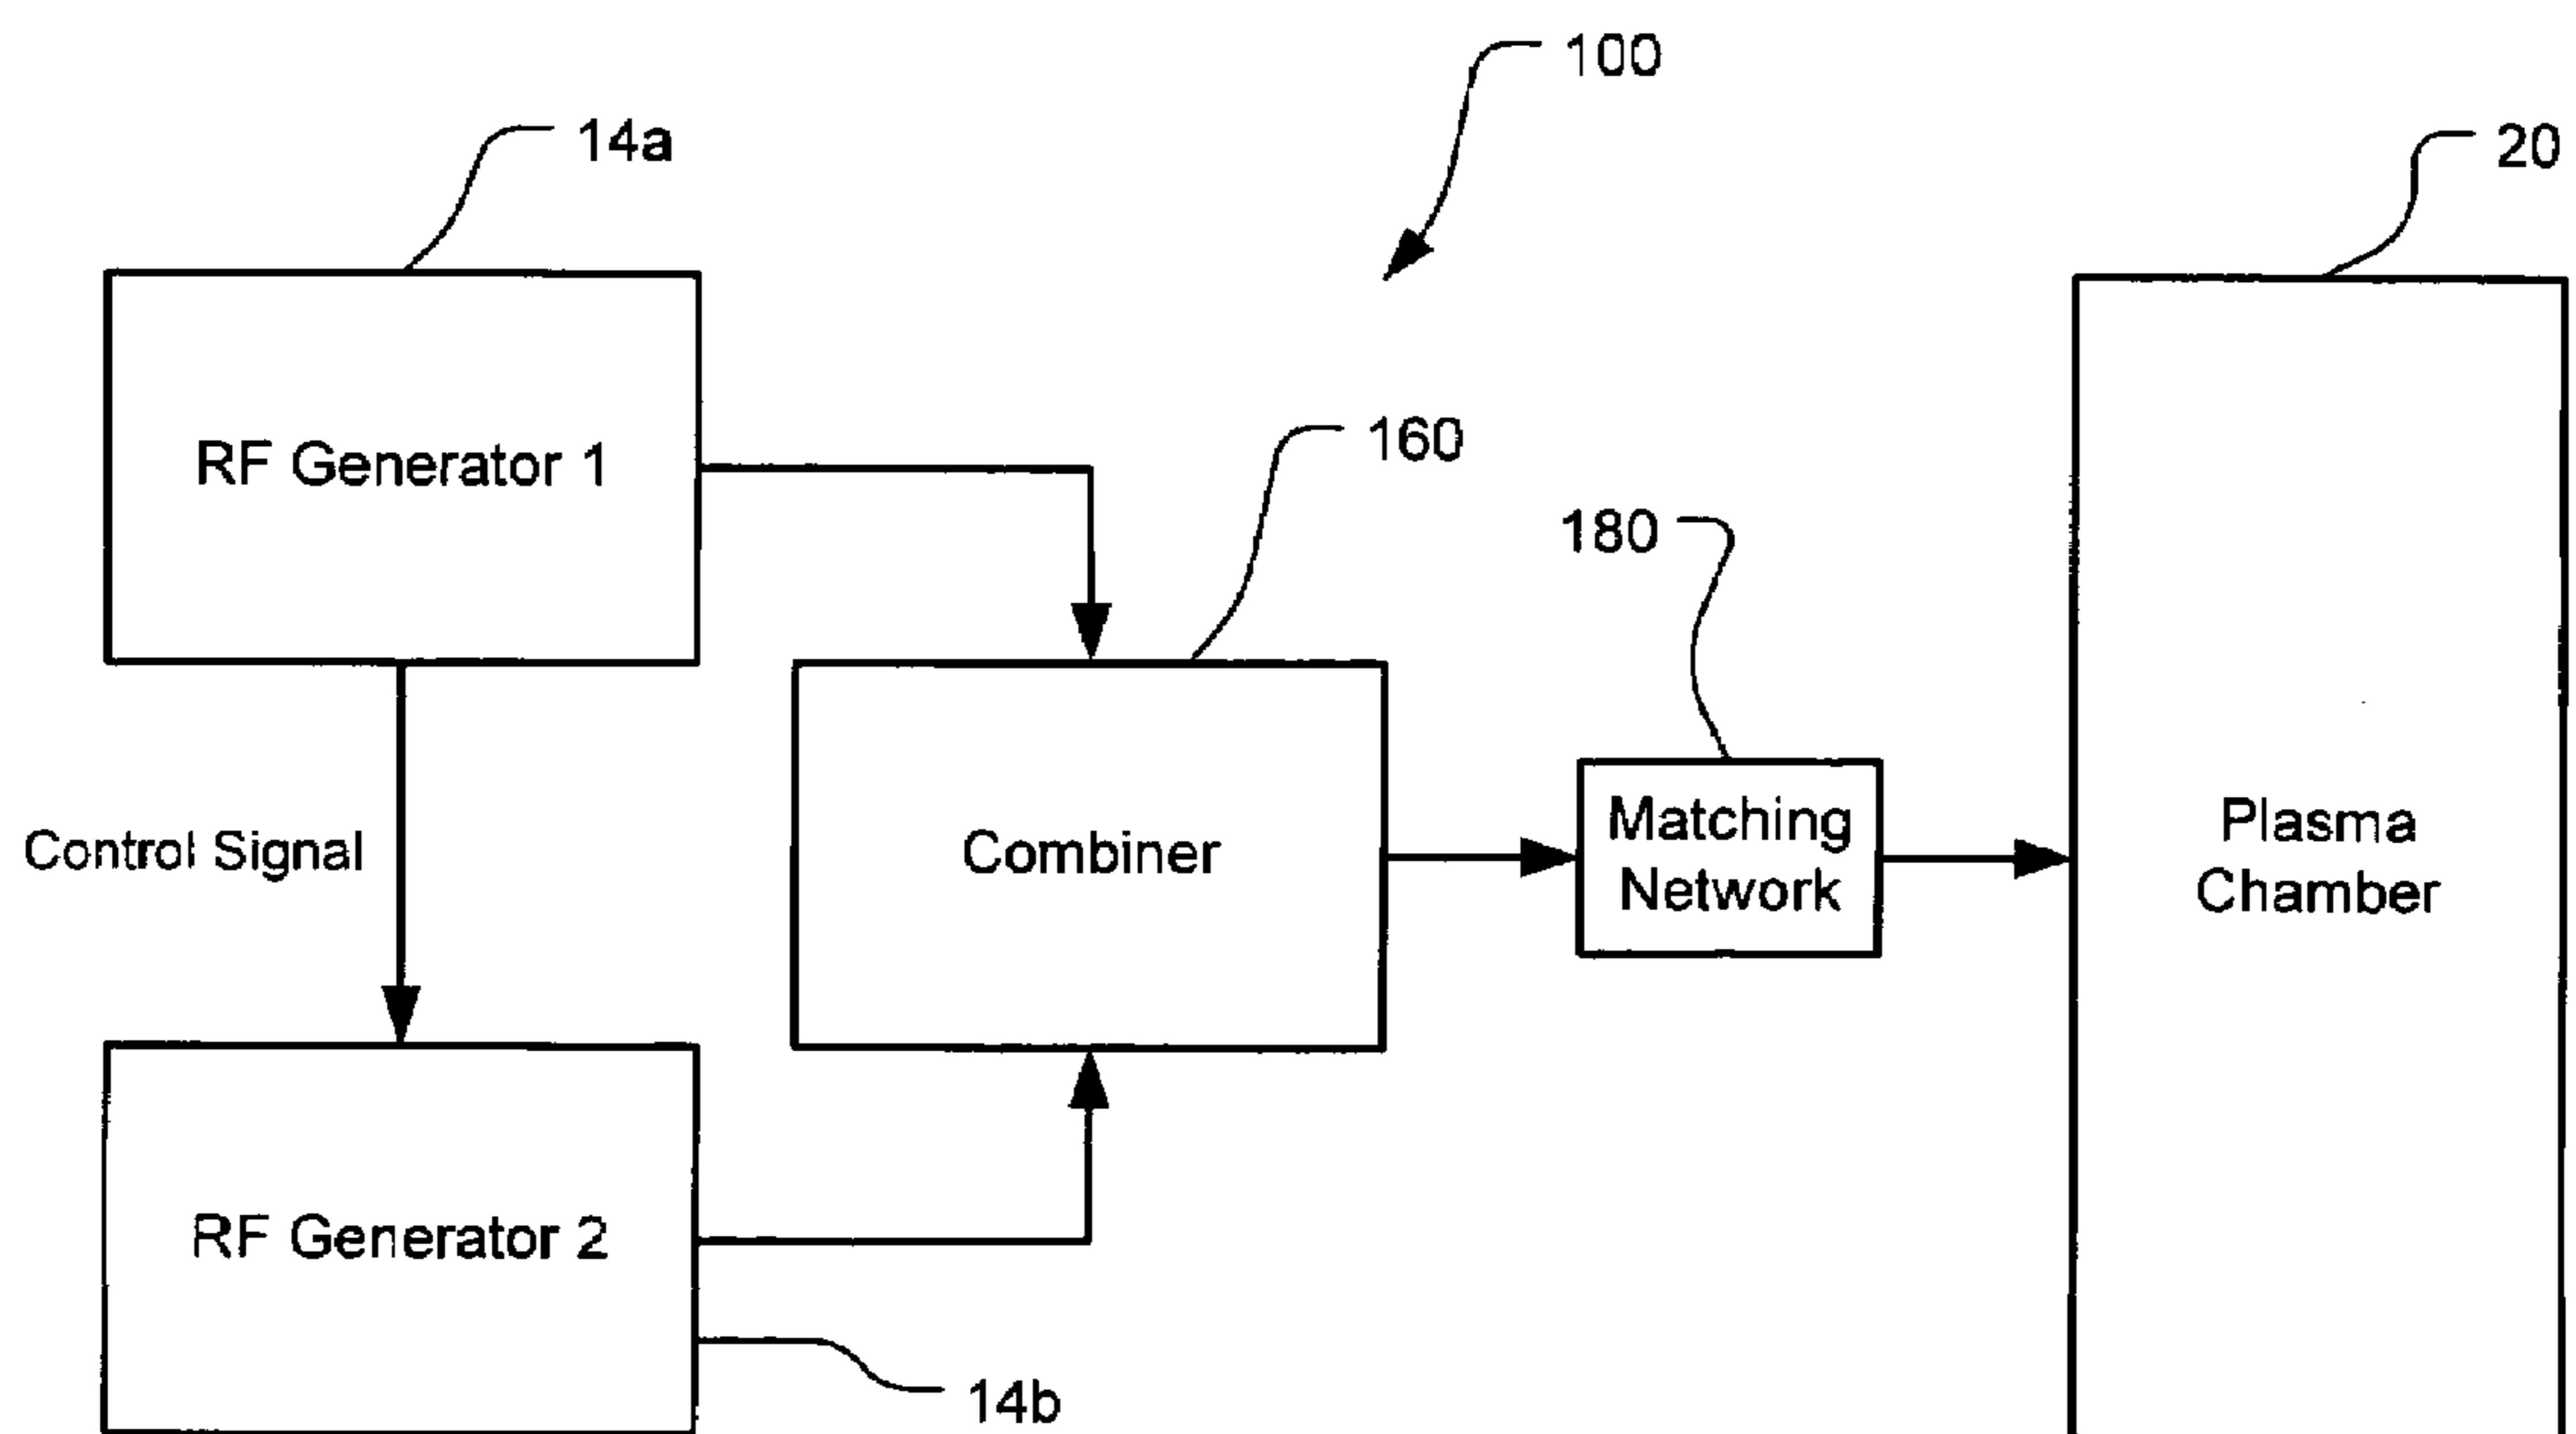 100
14a
20
RF Generator 1
160
180
Control Signal
Combiner
Matching
Network
Plasma
Chamber
RF Generator 2
14b